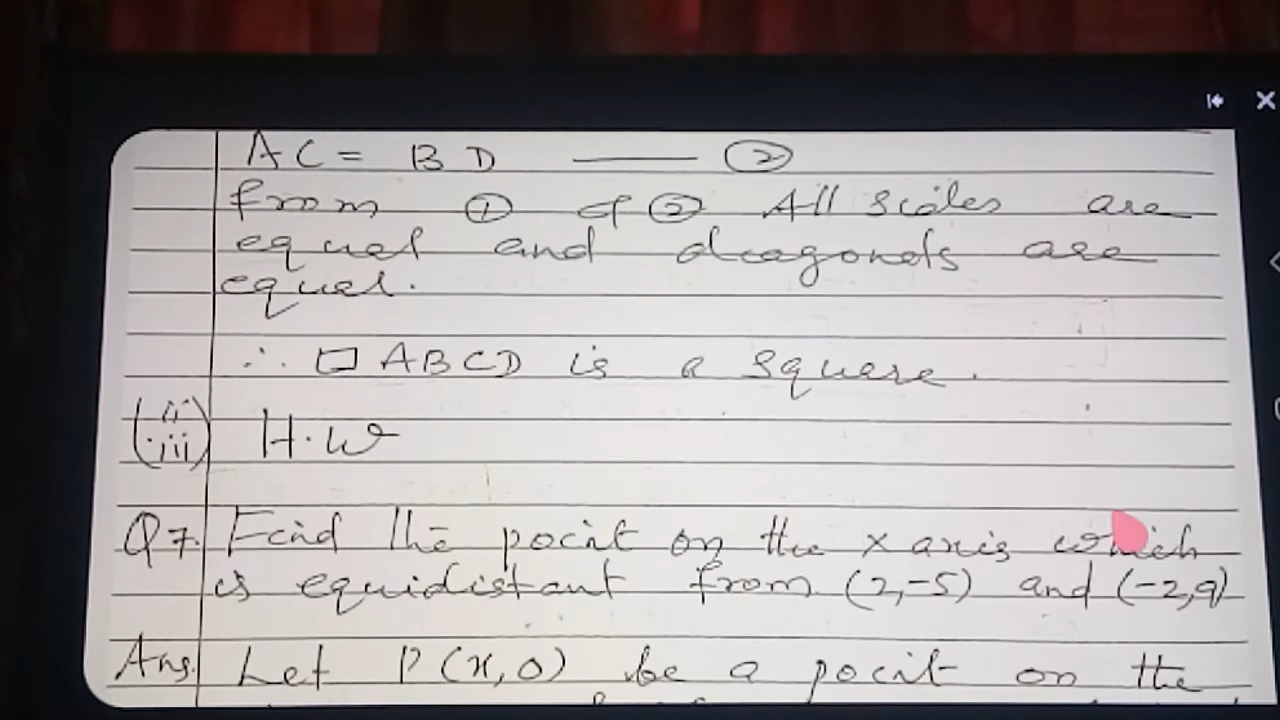 AC = BD —— ②
from ① & ② All sides are
equal and diagonals are
equal.
∴ □ ABCD is a square.
(ii)
(iii) H.W
Q7. Find the point on the x axis which
is equidistant from (2,-5) and (-2,9)
Ans. Let P(x,0) be a point on the